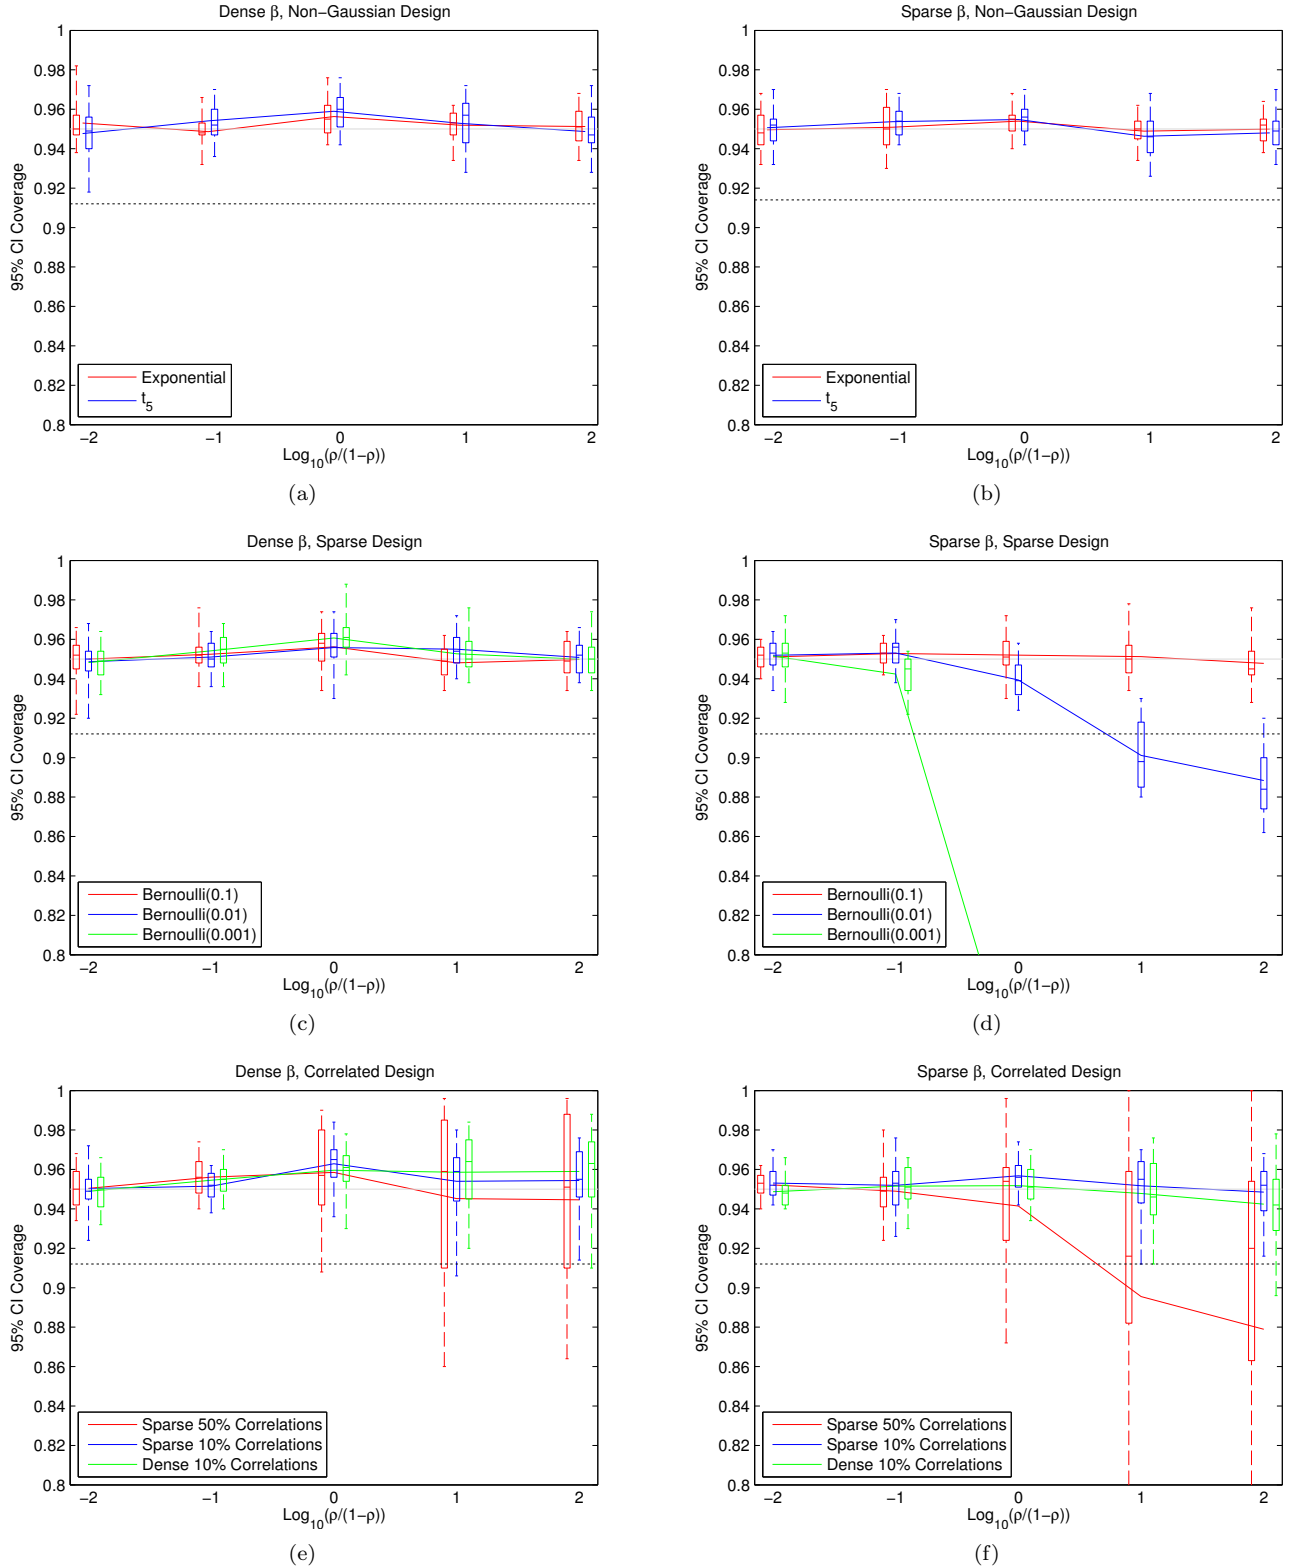 Dense β, Non−Gaussian Design
1
0.98
0.96
0.94
0.92
0.9
0.88
0.86
0.84
0.82
0.8
95% CI Coverage
Exponential
t5
−2 −1 0 1 2
Log10(ρ/(1−ρ))
(a)
Sparse β, Non−Gaussian Design
1
0.98
0.96
0.94
0.92
0.9
0.88
0.86
0.84
0.82
0.8
95% CI Coverage
Exponential
t5
−2 −1 0 1 2
Log10(ρ/(1−ρ))
(b)
Dense β, Sparse Design
1
0.98
0.96
0.94
0.92
0.9
0.88
0.86
0.84
0.82
0.8
95% CI Coverage
Bernoulli(0.1)
Bernoulli(0.01)
Bernoulli(0.001)
−2 −1 0 1 2
Log10(ρ/(1−ρ))
(c)
Sparse β, Sparse Design
1
0.98
0.96
0.94
0.92
0.9
0.88
0.86
0.84
0.82
0.8
95% CI Coverage
Bernoulli(0.1)
Bernoulli(0.01)
Bernoulli(0.001)
−2 −1 0 1 2
Log10(ρ/(1−ρ))
(d)
Dense β, Correlated Design
1
0.98
0.96
0.94
0.92
0.9
0.88
0.86
0.84
0.82
0.8
95% CI Coverage
Sparse 50% Correlations
Sparse 10% Correlations
Dense 10% Correlations
−2 −1 0 1 2
Log10(ρ/(1−ρ))
(e)
Sparse β, Correlated Design
1
0.98
0.96
0.94
0.92
0.9
0.88
0.86
0.84
0.82
0.8
95% CI Coverage
Sparse 50% Correlations
Sparse 10% Correlations
Dense 10% Correlations
−2 −1 0 1 2
Log10(ρ/(1−ρ))
(f)